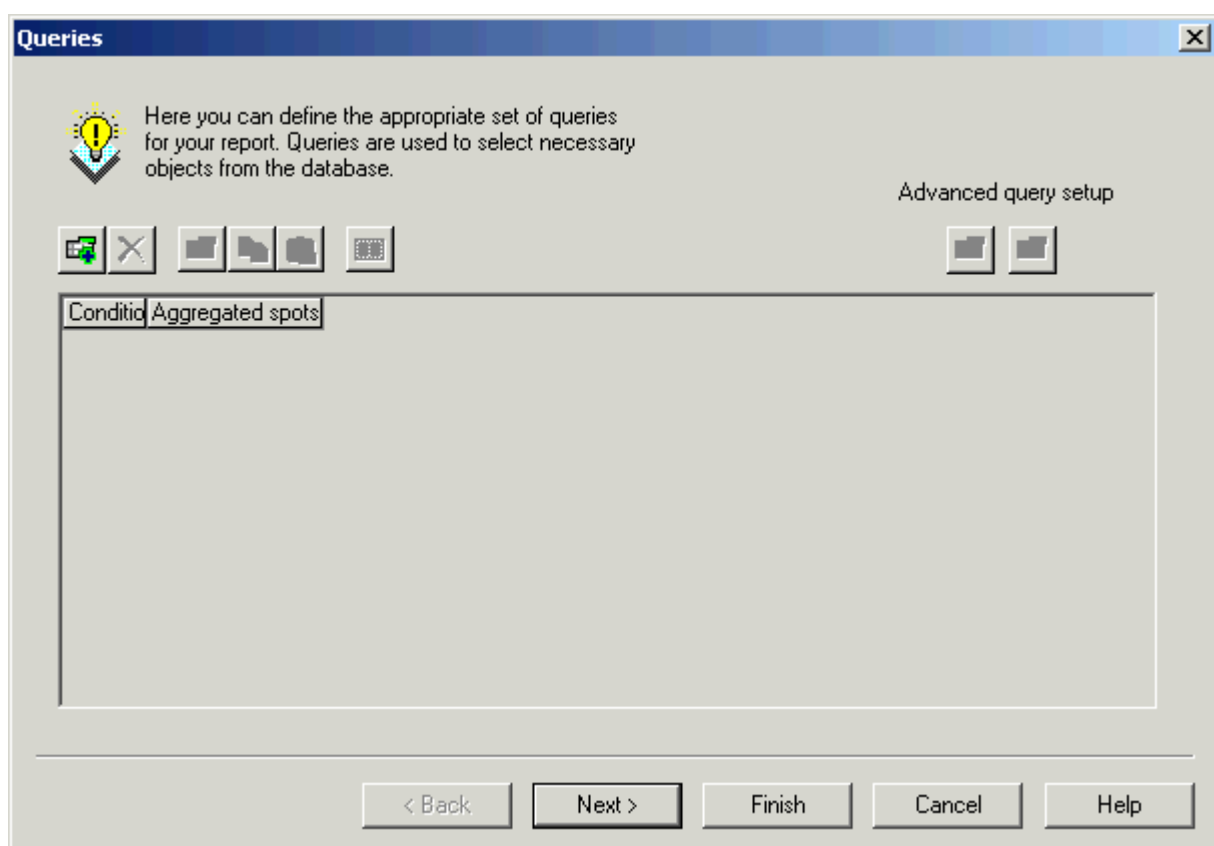 Queries
Here you can define the appropriate set of queries
for your report. Queries are used to select necessary
objects from the database.
Advanced query setup
Conditio Aggregated spots
< Back Next > Finish Cancel Help